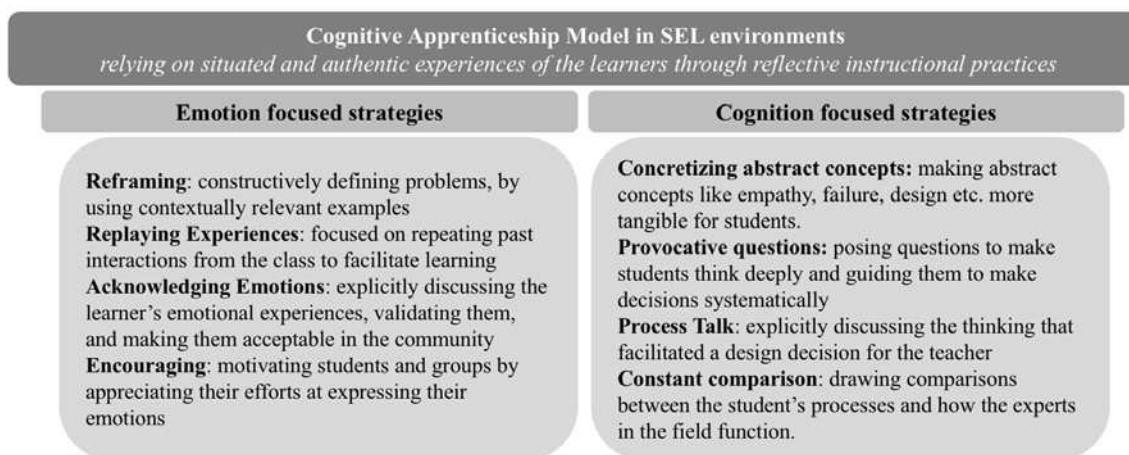 Cognitive Apprenticeship Model in SEL environments
relying on situated and authentic experiences of the learners through reflective instructional practices
Emotion focused strategies
Reframing: constructively defining problems, by
using contextually relevant examples
Replaying Experiences: focused on repeating past
interactions from the class to facilitate learning
Acknowledging Emotions: explicitly discussing the
learner's emotional experiences, validating them,
and making them acceptable in the community
Encouraging: motivating students and groups by
appreciating their efforts at expressing their
emotions
Cognition focused strategies
Concretizing abstract concepts: making abstract
concepts like empathy, failure, design etc. more
tangible for students.
Provocative questions: posing questions to make
students think deeply and guiding them to make
decisions systematically
Process Talk: explicitly discussing the thinking that
facilitated a design decision for the teacher
Constant comparison: drawing comparisons
between the student's processes and how the experts
in the field function.